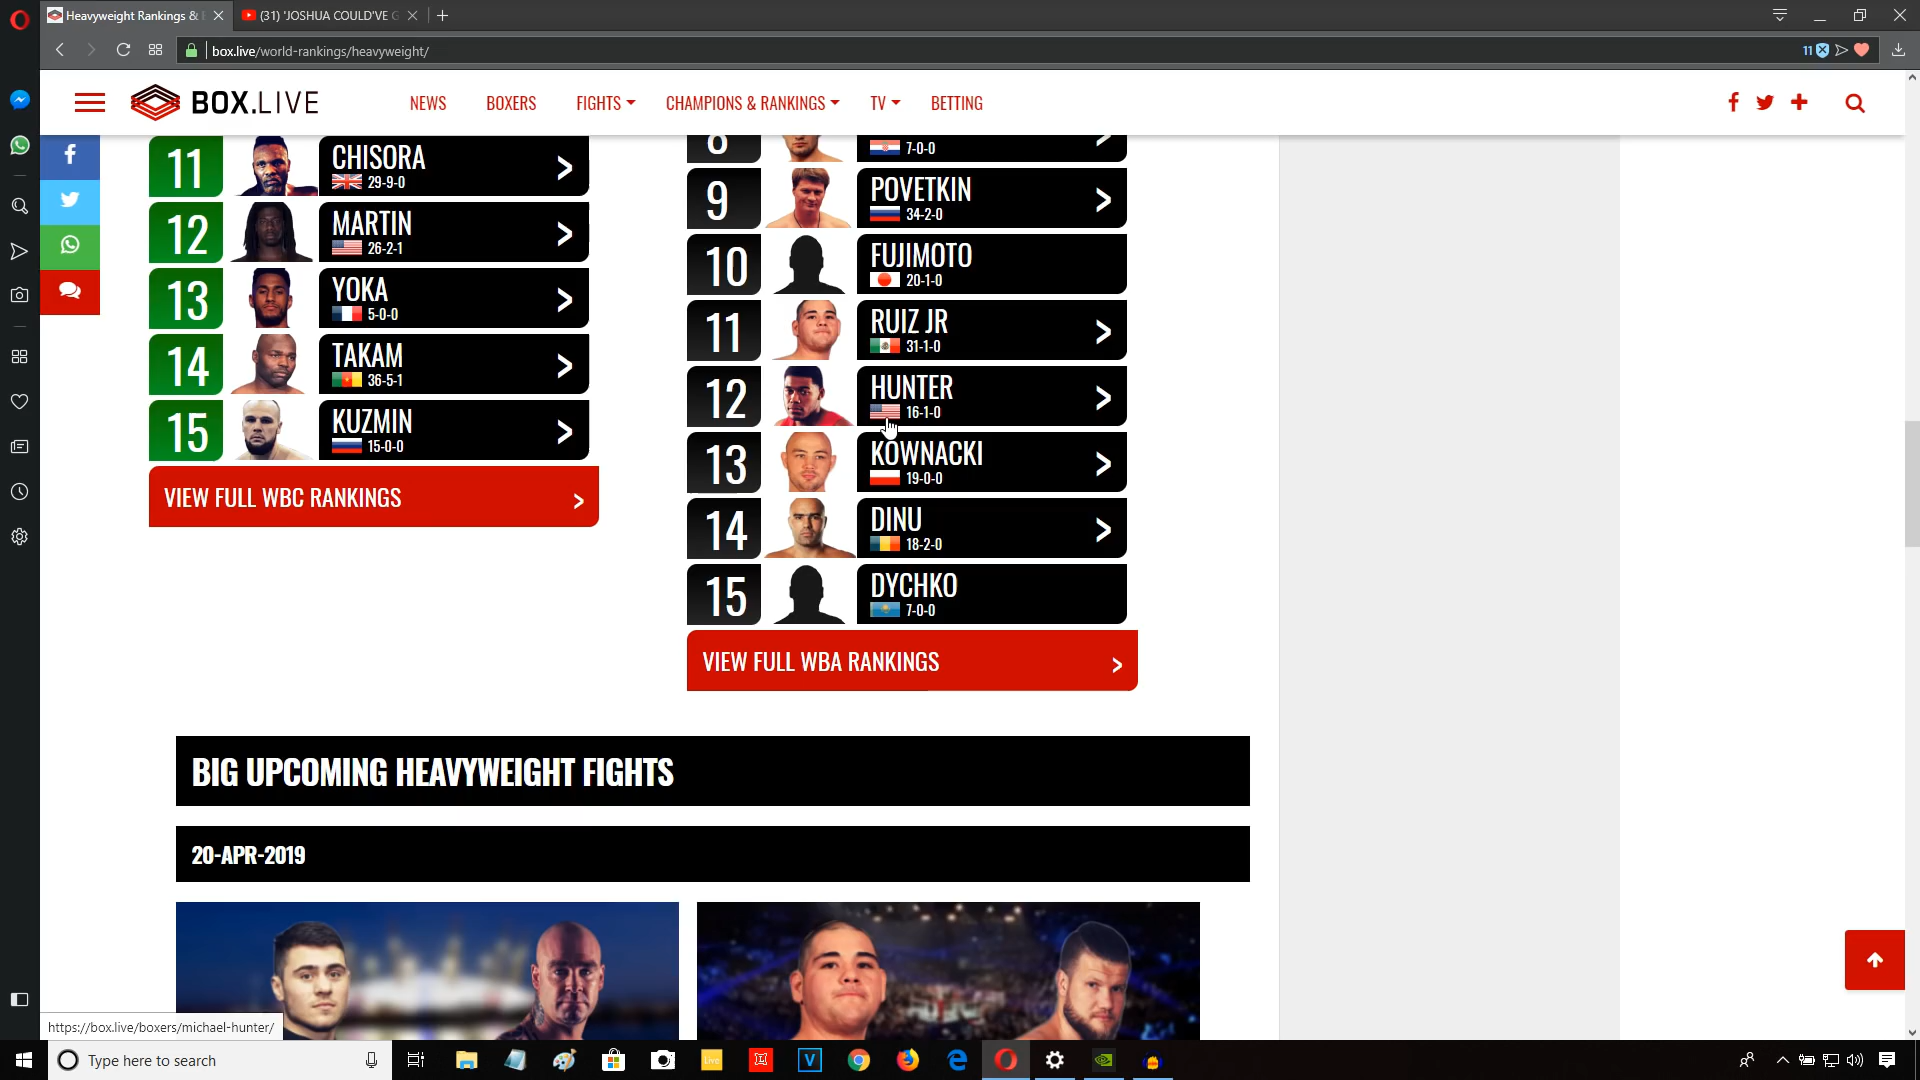 Heavyweight Rankings &
(31) 'JOSHUA COULD'VE G
box.live/world-rankings/heavyweight/
11
BOX.LIVE
NEWS
BOXERS
FIGHTS
CHAMPIONS & RANKINGS
TV
BETTING
11
CHISORA
29-9-0
12
MARTIN
26-2-1
13
YOKA
5-0-0
14
TAKAM
36-5-1
15
KUZMIN
15-0-0
VIEW FULL WBC RANKINGS
8
7-0-0
9
POVETKIN
34-2-0
10
FUJIMOTO
20-1-0
11
RUIZ JR
31-1-0
12
HUNTER
16-1-0
13
KOWNACKI
19-0-0
14
DINU
18-2-0
15
DYCHKO
7-0-0
VIEW FULL WBA RANKINGS
BIG UPCOMING HEAVYWEIGHT FIGHTS
20-APR-2019
https://box.live/boxers/michael-hunter/
Type here to search